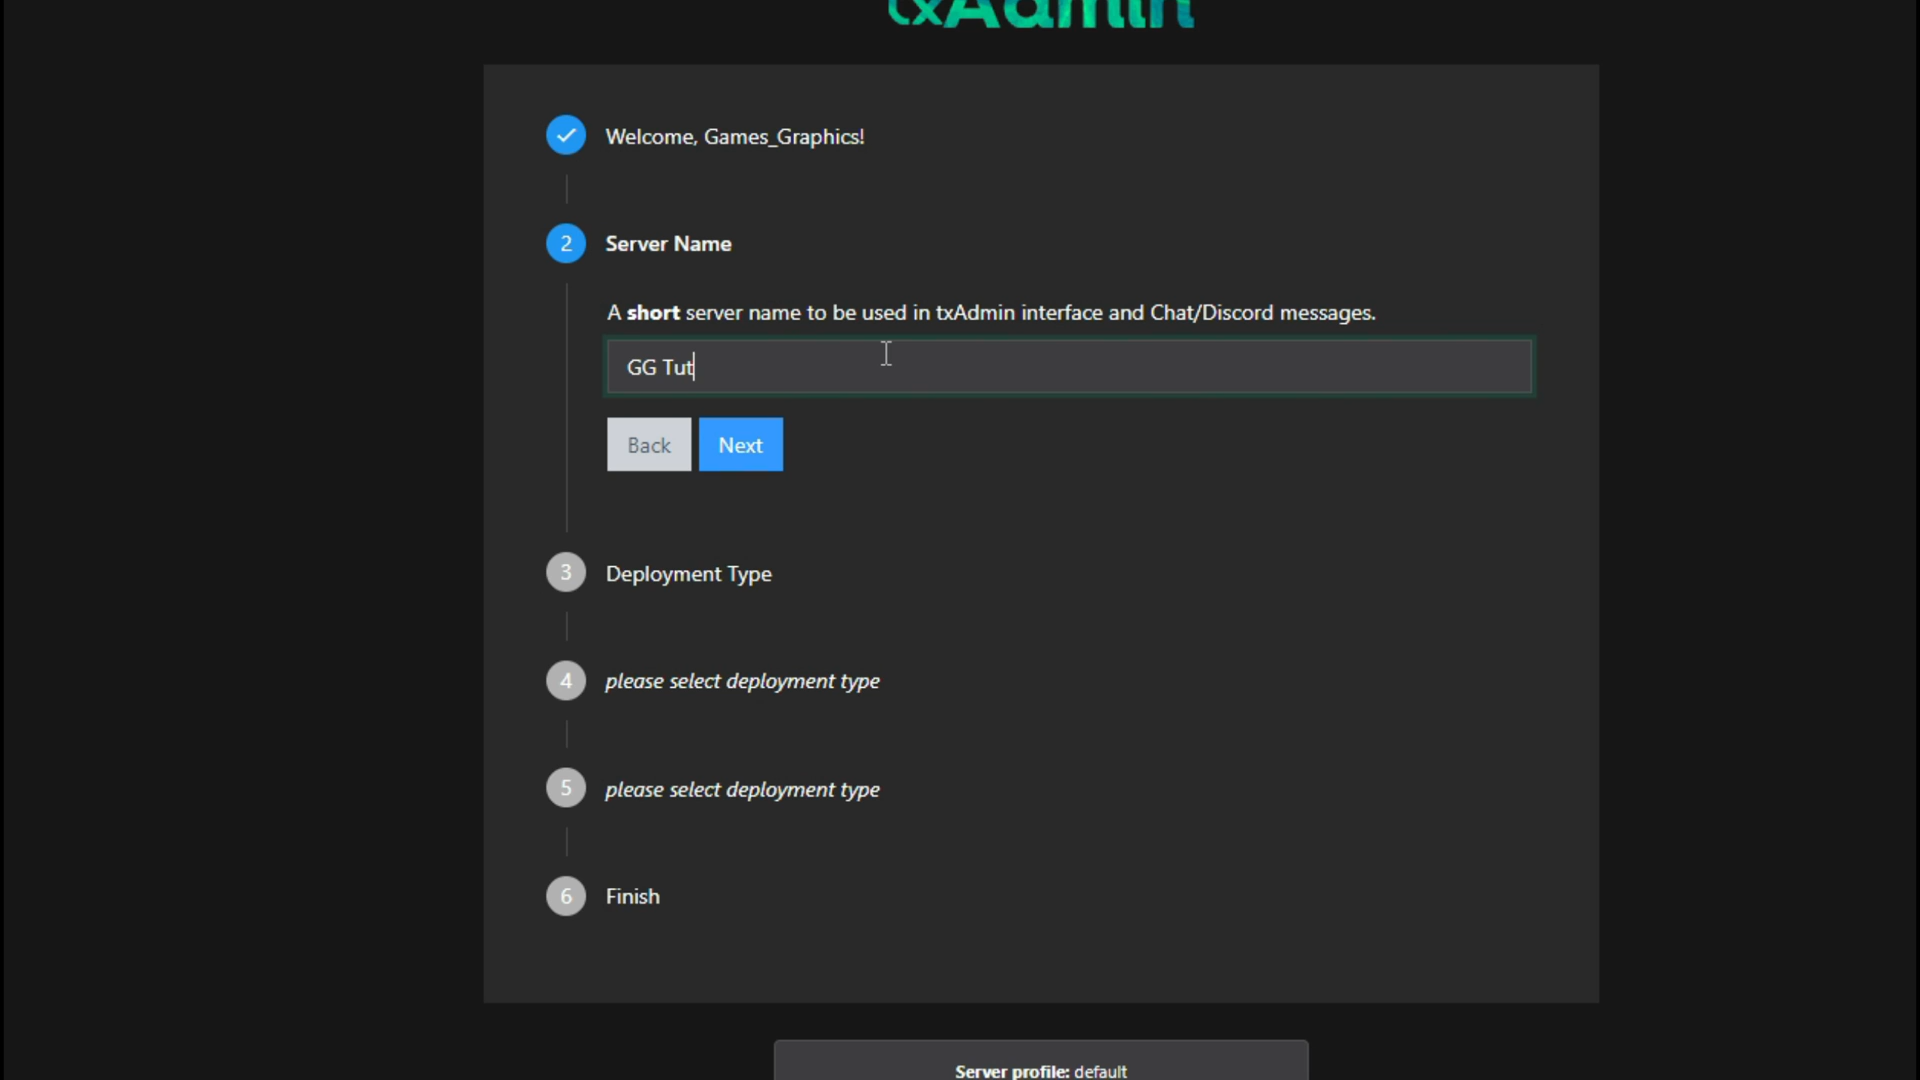 txAdmin
Welcome, Games_Graphics!
2 Server Name
A short server name to be used in txAdmin interface and Chat/Discord messages.
GG Tut
Back Next
3 Deployment Type
4 please select deployment type
5 please select deployment type
6 Finish
Server profile: default